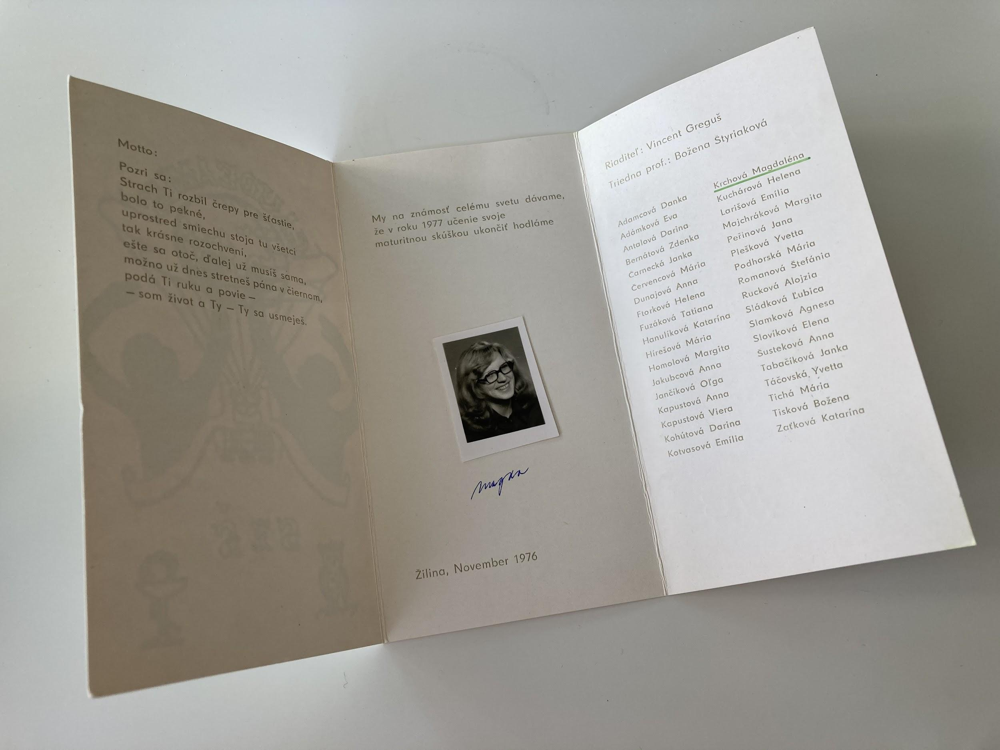 Motto:
Pozri sa:
Strach Ti rozbil črepy pre šťastie,
bolo to pekné,
uprostred smiechu stoja tu všetci
tak krásne rozochvení,
ešte sa otoč, ďalej už musíš sama,
možno už dnes stretneš pána v čiernom,
podá Ti ruku a povie –
– som život a Ty – Ty sa usmeješ.
My na známosť celému svetu dávame,
že v roku 1977 učenie svoje
maturitnou skúškou ukončiť hodláme
Magda
Žilina, November 1976
Riaditeľ: Vincent Greguš
Triedna prof.: Božena Štyriaková
Adamcová Danka
Adámková Eva
Antalová Darina
Bernátová Zdenka
Čarnecká Janka
Červencová Mária
Dunajová Anna
Ftorková Helena
Fuzáková Tatiana
Hanulíková Katarína
Hirešová Mária
Homolová Margita
Jakubcová Anna
Jančíková Oľga
Kapustová Anna
Kapustová Viera
Kohútová Darina
Kotvasová Emília
Krchová Magdaléna
Kuchárová Helena
Larišová Emília
Majchráková Margita
Peřinová Jana
Plešková Yvetta
Podhorská Mária
Romanová Štefánia
Rucková Alojzia
Sládková Ľubica
Slamková Agnesa
Slovíková Elena
Šusteková Anna
Tabačíková Janka
Táčovská Yvetta
Tichá Mária
Tisková Božena
Zaťková Katarína